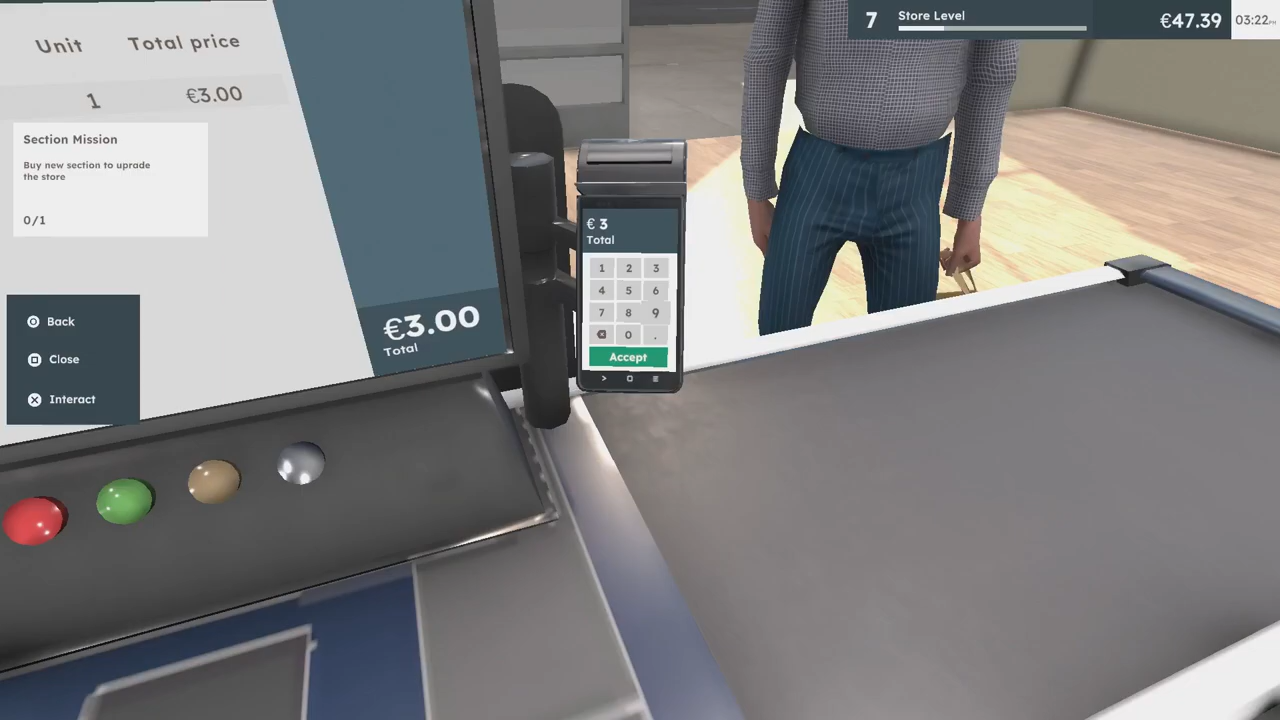 7
Store Level
€47.39
03:22PM
Unit
Total price
1
€3.00
Section Mission
Buy new section to uprade
the store
0/1
€ 3
Total
1 2 3
4 5 6
7 8 9
0 .
Accept
€3.00
Total
Back
Close
Interact